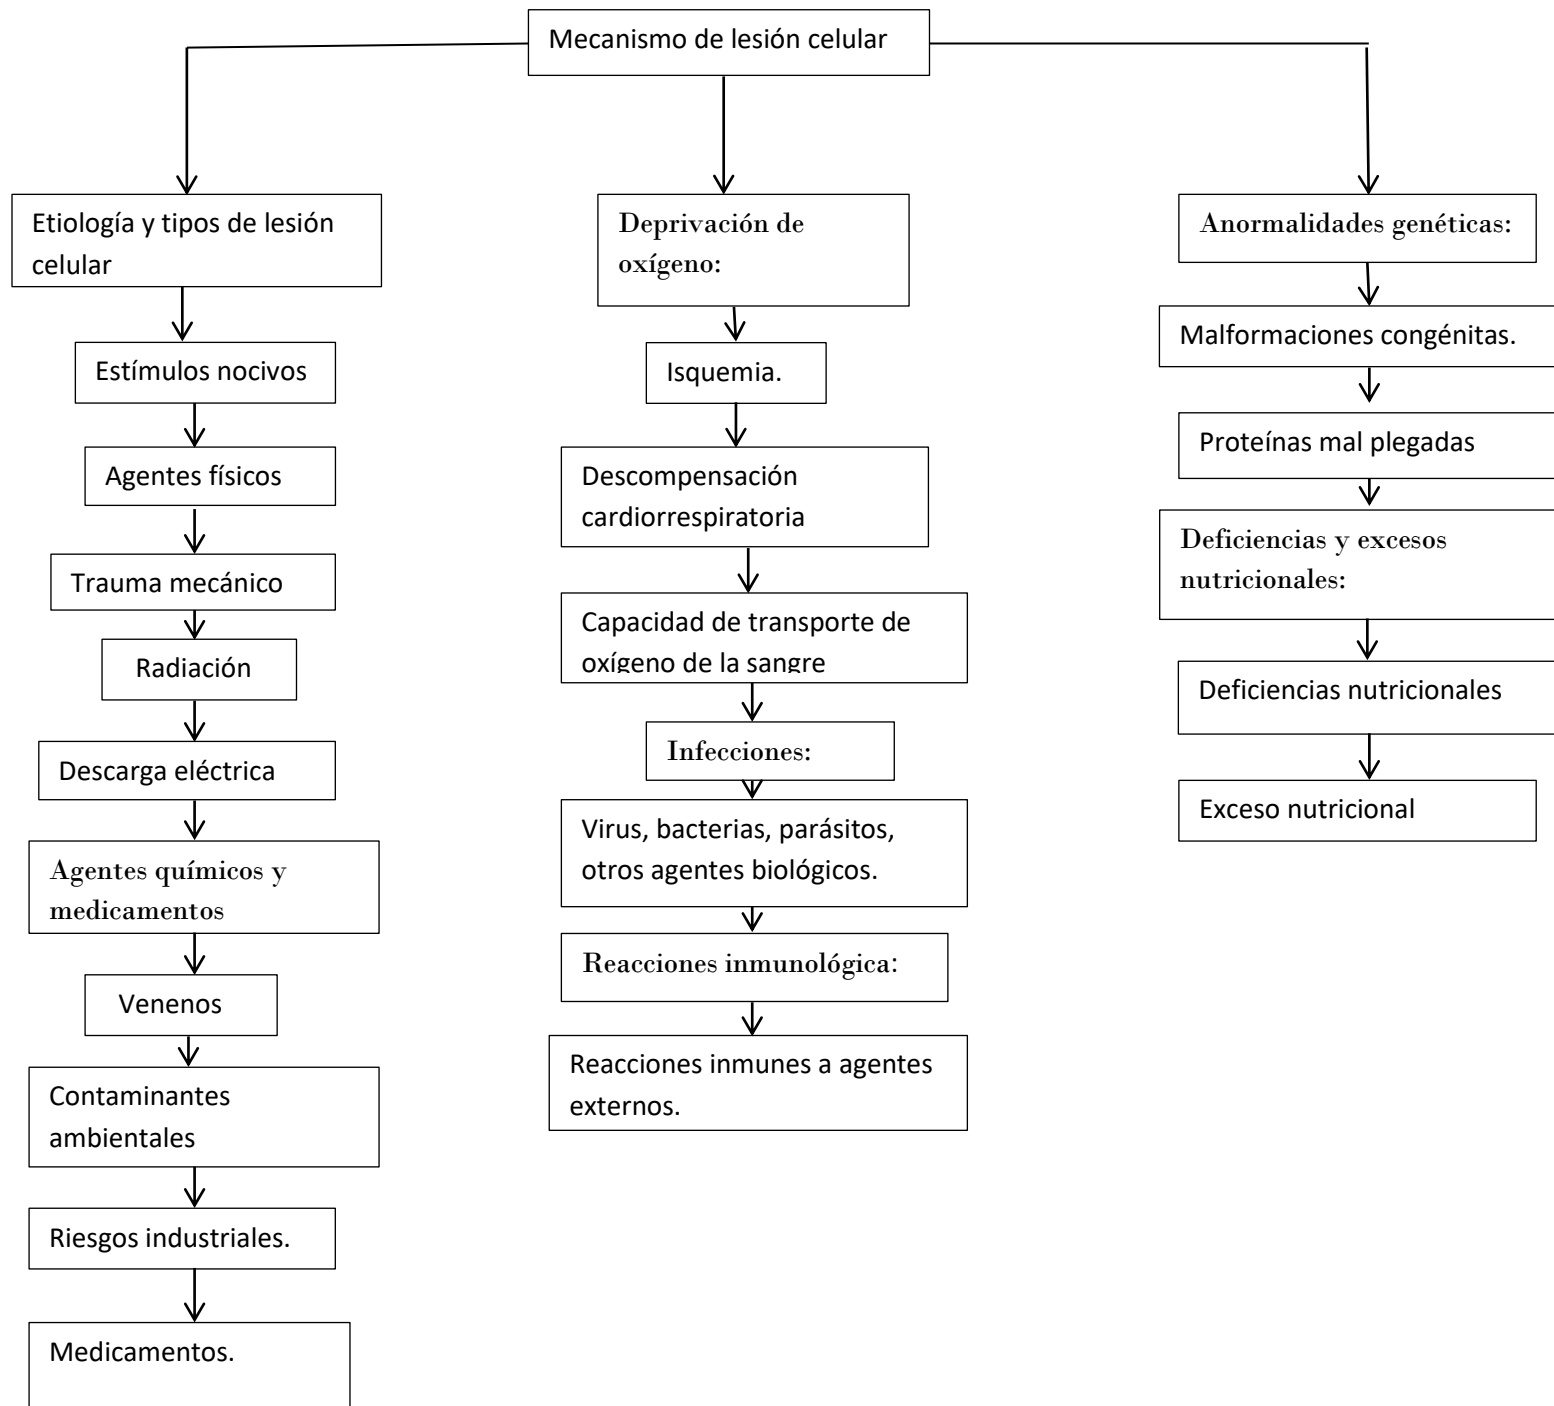 Mecanismo de lesión celular
Etiología y tipos de lesión
celular
Estímulos nocivos
Agentes físicos
Trauma mecánico
Radiación
Descarga eléctrica
Agentes químicos y
medicamentos
Venenos
Contaminantes
ambientales
Riesgos industriales.
Medicamentos.
Deprivación de
oxígeno:
Isquemia.
Descompensación
cardiorrespiratoria
Capacidad de transporte de
oxígeno de la sangre
Infecciones:
Virus, bacterias, parásitos,
otros agentes biológicos.
Reacciones inmunológica:
Reacciones inmunes a agentes
externos.
Anormalidades genéticas:
Malformaciones congénitas.
Proteínas mal plegadas
Deficiencias y excesos
nutricionales:
Deficiencias nutricionales
Exceso nutricional